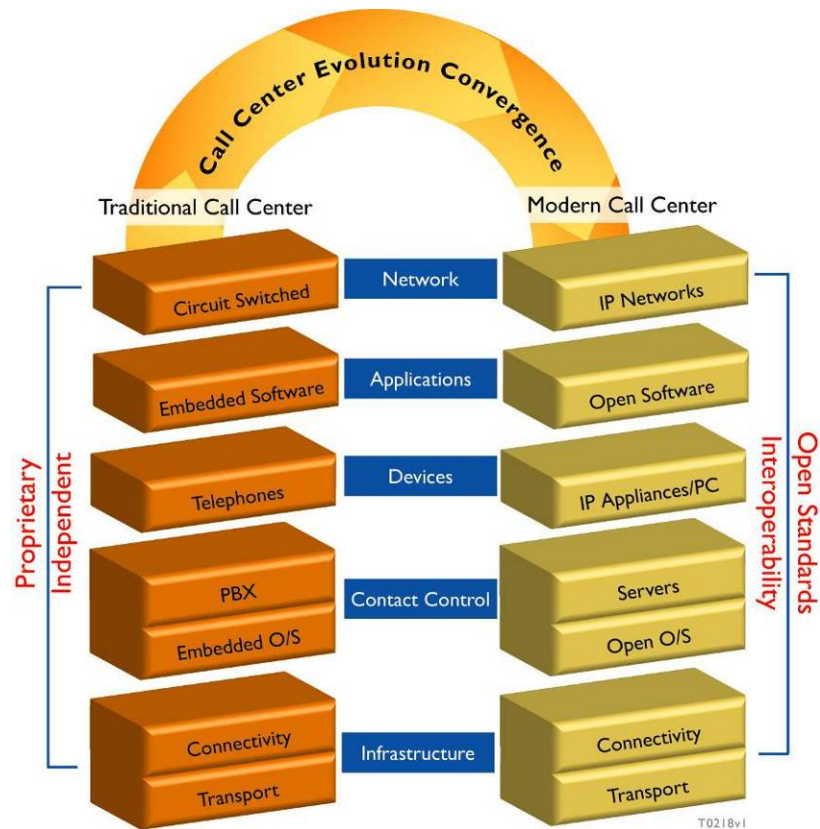 Call Center Evolution Convergence
Traditional Call Center
Modern Call Center
Circuit Switched
Network
IP Networks
Embedded Software
Applications
Open Software
Telephones
Devices
IP Appliances/PC
PBX
Contact Control
Servers
Embedded O/S
Open O/S
Connectivity
Infrastructure
Connectivity
Transport
Transport
Proprietary
Independent
Open Standards
Interoperability
T0218v1